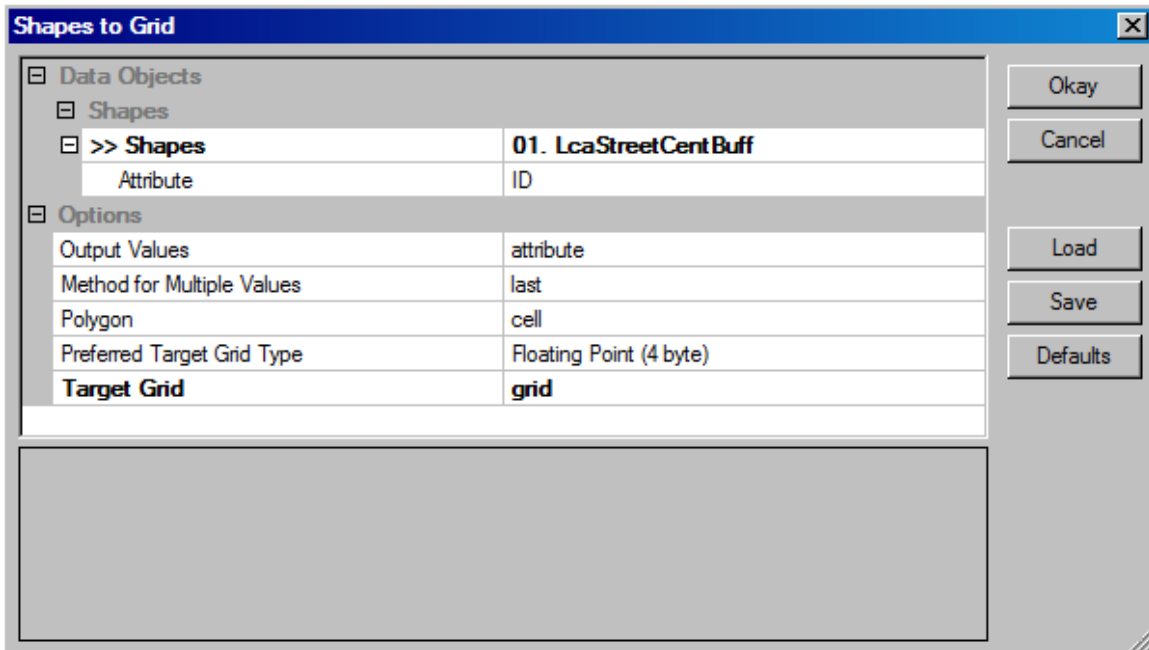 Shapes to Grid
Data Objects
Shapes
>> Shapes 01. LcaStreetCentBuff
Attribute ID
Options
Output Values attribute
Method for Multiple Values last
Polygon cell
Preferred Target Grid Type Floating Point (4 byte)
Target Grid grid
Okay
Cancel
Load
Save
Defaults